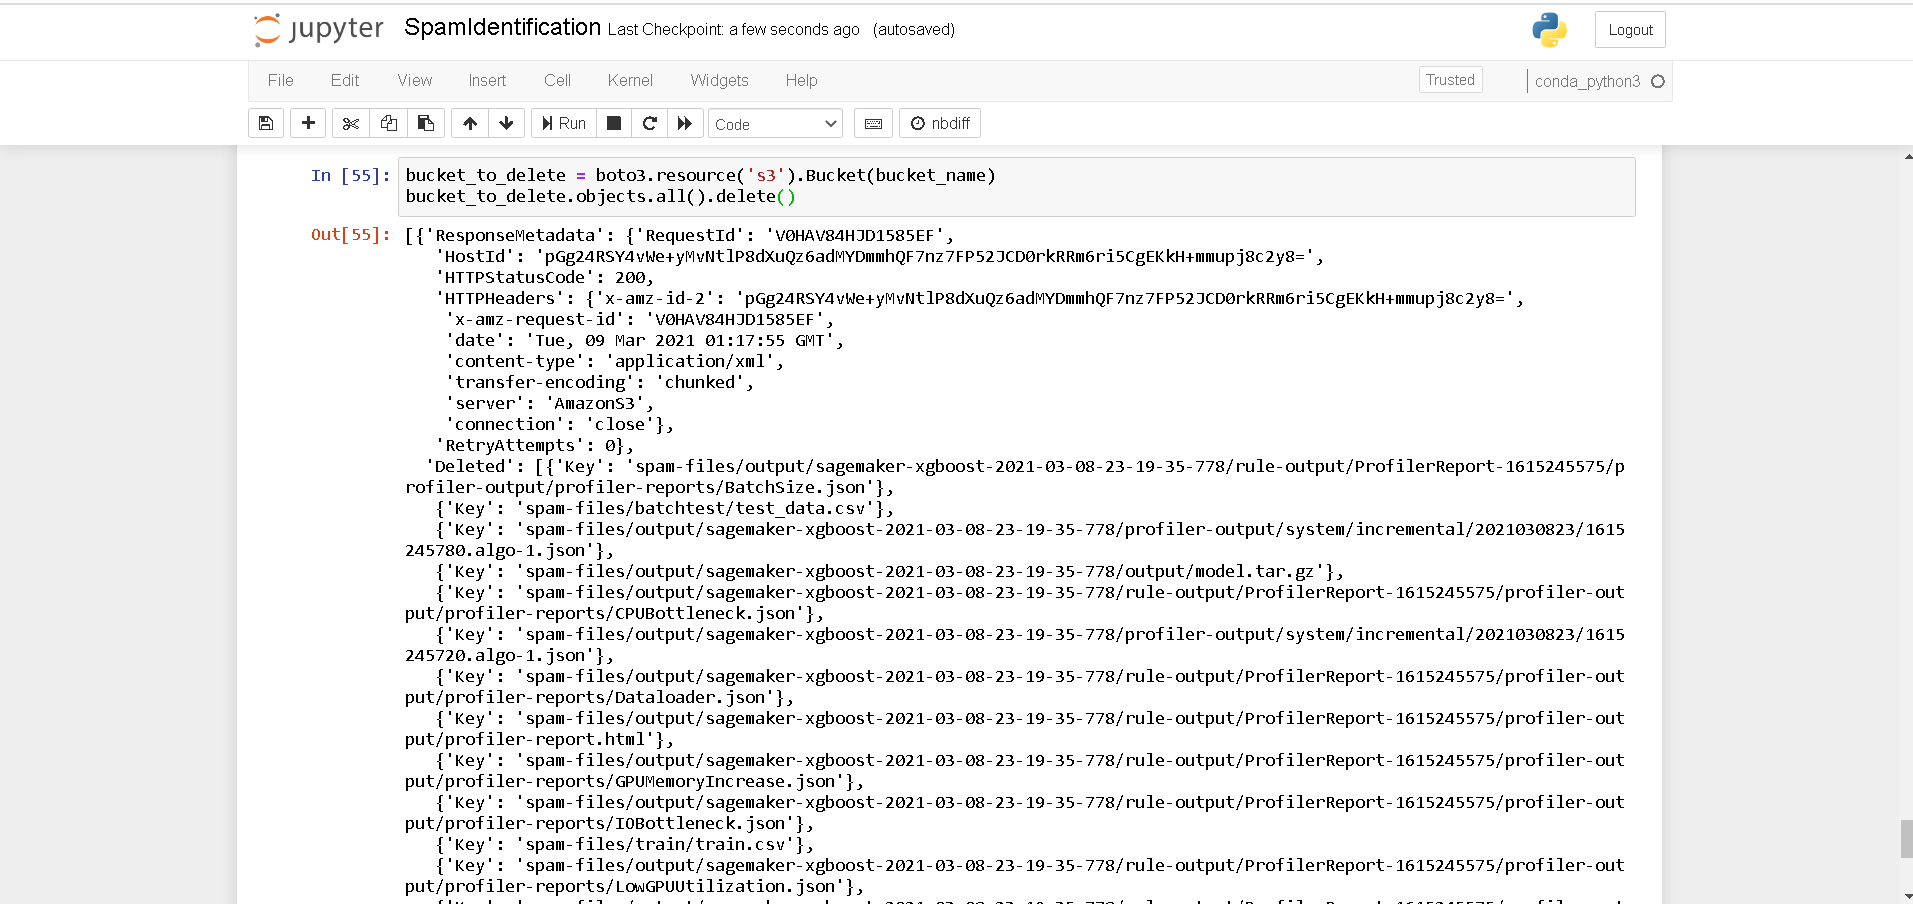 jupyter SpamIdentification Last Checkpoint: a few seconds ago (autosaved) Logout
File Edit View Insert Cell Kernel Widgets Help Trusted conda_python3
Run Code nbdiff
In [55]: bucket_to_delete = boto3.resource('s3').Bucket(bucket_name)
bucket_to_delete.objects.all().delete()
Out[55]: [{'ResponseMetadata': {'RequestId': 'V0HAV84HJD1585EF',
'HostId': 'pGg24RSY4vWe+yMvNtlP8dXuQz6adMYDmmhQF7nz7FP52JCD0rkRRm6ri5CgEKkH+mmupj8c2y8=',
'HTTPStatusCode': 200,
'HTTPHeaders': {'x-amz-id-2': 'pGg24RSY4vWe+yMvNtlP8dXuQz6adMYDmmhQF7nz7FP52JCD0rkRRm6ri5CgEKkH+mmupj8c2y8=',
'x-amz-request-id': 'V0HAV84HJD1585EF',
'date': 'Tue, 09 Mar 2021 01:17:55 GMT',
'content-type': 'application/xml',
'transfer-encoding': 'chunked',
'server': 'AmazonS3',
'connection': 'close'},
'RetryAttempts': 0},
'Deleted': [{'Key': 'spam-files/output/sagemaker-xgboost-2021-03-08-23-19-35-778/rule-output/ProfilerReport-1615245575/p
rofiler-output/profiler-reports/BatchSize.json'},
{'Key': 'spam-files/batchtest/test_data.csv'},
{'Key': 'spam-files/output/sagemaker-xgboost-2021-03-08-23-19-35-778/profiler-output/system/incremental/2021030823/1615
245780.algo-1.json'},
{'Key': 'spam-files/output/sagemaker-xgboost-2021-03-08-23-19-35-778/output/model.tar.gz'},
{'Key': 'spam-files/output/sagemaker-xgboost-2021-03-08-23-19-35-778/rule-output/ProfilerReport-1615245575/profiler-out
put/profiler-reports/CPUBottleneck.json'},
{'Key': 'spam-files/output/sagemaker-xgboost-2021-03-08-23-19-35-778/profiler-output/system/incremental/2021030823/1615
245720.algo-1.json'},
{'Key': 'spam-files/output/sagemaker-xgboost-2021-03-08-23-19-35-778/rule-output/ProfilerReport-1615245575/profiler-out
put/profiler-reports/Dataloader.json'},
{'Key': 'spam-files/output/sagemaker-xgboost-2021-03-08-23-19-35-778/rule-output/ProfilerReport-1615245575/profiler-out
put/profiler-report.html'},
{'Key': 'spam-files/output/sagemaker-xgboost-2021-03-08-23-19-35-778/rule-output/ProfilerReport-1615245575/profiler-out
put/profiler-reports/GPUMemoryIncrease.json'},
{'Key': 'spam-files/output/sagemaker-xgboost-2021-03-08-23-19-35-778/rule-output/ProfilerReport-1615245575/profiler-out
put/profiler-reports/IOBottleneck.json'},
{'Key': 'spam-files/train/train.csv'},
{'Key': 'spam-files/output/sagemaker-xgboost-2021-03-08-23-19-35-778/rule-output/ProfilerReport-1615245575/profiler-out
put/profiler-reports/LowGPUUtilization.json'},